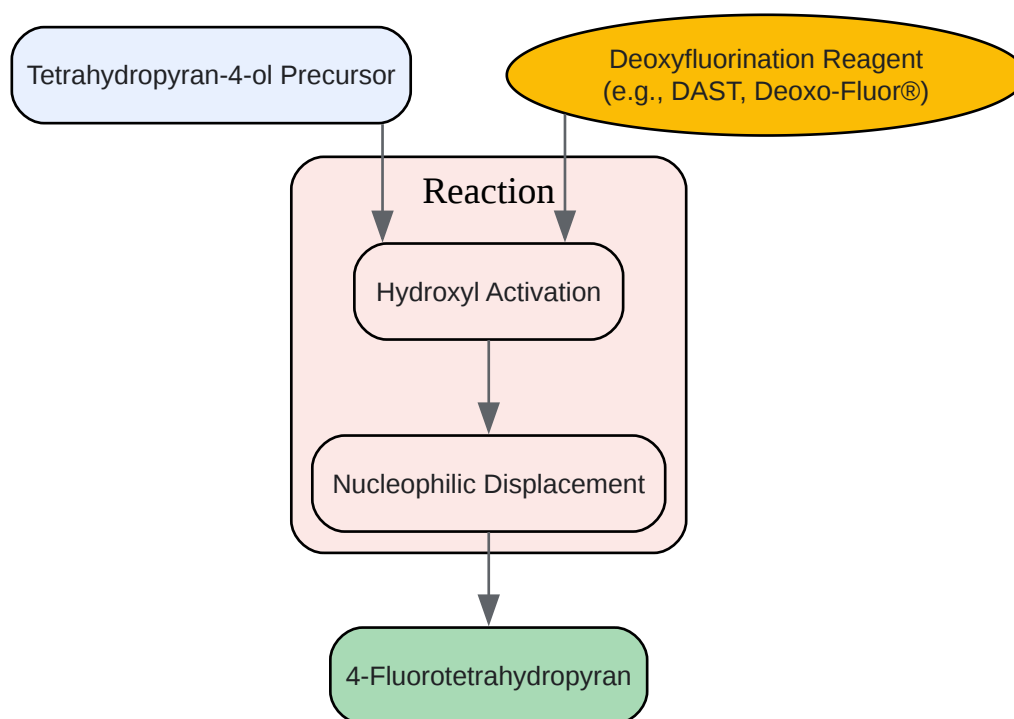 Tetrahydropyran-4-ol Precursor
Deoxyfluorination Reagent
(e.g., DAST, Deoxo-Fluor®)
Reaction
Hydroxyl Activation
Nucleophilic Displacement
4-Fluorotetrahydropyran